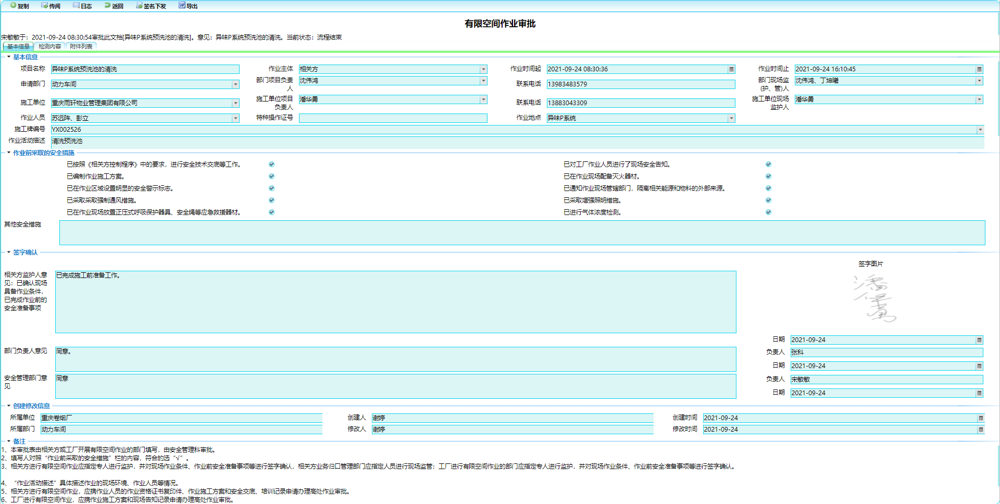 复制 传阅 日志 返回 签名下发 导出
有限空间作业审批
宋敏敏于：2021-09-24 08:30:54审批此文档[异味P系统预洗池的清洗]。意见：异味P系统预洗池的清洗。当前状态：流程结束
基本信息 检测内容 附件列表
基本信息
项目名称 异味P系统预洗池的清洗 作业主体 相关方 作业时间起 2021-09-24 08:30:36 作业时间止 2021-09-24 16:10:45
申请部门 动力车间 部门项目负责人 沈伟鸿 联系电话 13983483579 部门现场监(护、管)人 沈伟鸿、丁坤曦
施工单位 重庆雨轩物业管理集团有限公司 施工单位项目负责人 潘华勇 联系电话 13883043309 施工单位现场监护人 潘华勇
作业人员 苏远阵、彭立 特种操作证号 作业地点 异味P系统
施工牌编号 YX002526
作业活动描述 清洗预洗池
作业前采取的安全措施
已按照《相关方控制程序》中的要求，进行安全技术交底等工作。 已对工厂作业人员进行了现场安全告知。
已编制作业施工方案。 已在作业现场配备灭火器材。
已在作业区域设置明显的安全警示标志。 已通知作业现场管辖部门，隔离相关能源和物料的外部来源。
已采取采取强制通风措施。 已采取增强照明措施。
已在作业现场放置正压式呼吸保护器具、安全绳等应急救援器材。 已进行气体浓度检测。
其他安全措施
签字确认
签字图片
相关方监护人意见：已确认现场具备作业条件，已完成作业前的安全准备事项 已完成施工前准备工作。
日期 2021-09-24
部门负责人意见 同意。 负责人 张科
日期 2021-09-24
安全管理部门意见 同意 负责人 宋敏敏
日期 2021-09-24
创建修改信息
所属单位 重庆卷烟厂 创建人 谢婷 创建时间 2021-09-24
所属部门 动力车间 修改人 谢婷 修改时间 2021-09-24
备注
1、本审批表由相关方或工厂开展有限空间作业的部门填写，由安全管理科审批。
2、填写人对照“作业前采取的安全措施”栏的内容，符合的选“√”。
3、相关方进行有限空间作业应指定专人进行监护，并对现场作业条件、作业前安全准备事项等进行签字确认，相关方业务归口管理部门应指定人员进行现场监管；工厂进行有限空间作业的部门应指定专人进行监护，并对现场作业条件、作业前安全准备事项等进行签字确认。
4、“作业活动描述”具体描述作业的现场环境、作业人员等情况。
5、相关方进行有限空间作业，应携作业人员的作业资格证书复印件、作业施工方案和安全交底、培训记录申请办理高处作业审批。
6、工厂进行有限空间作业，应携作业施工方案和现场告知记录申请办理高处作业审批。